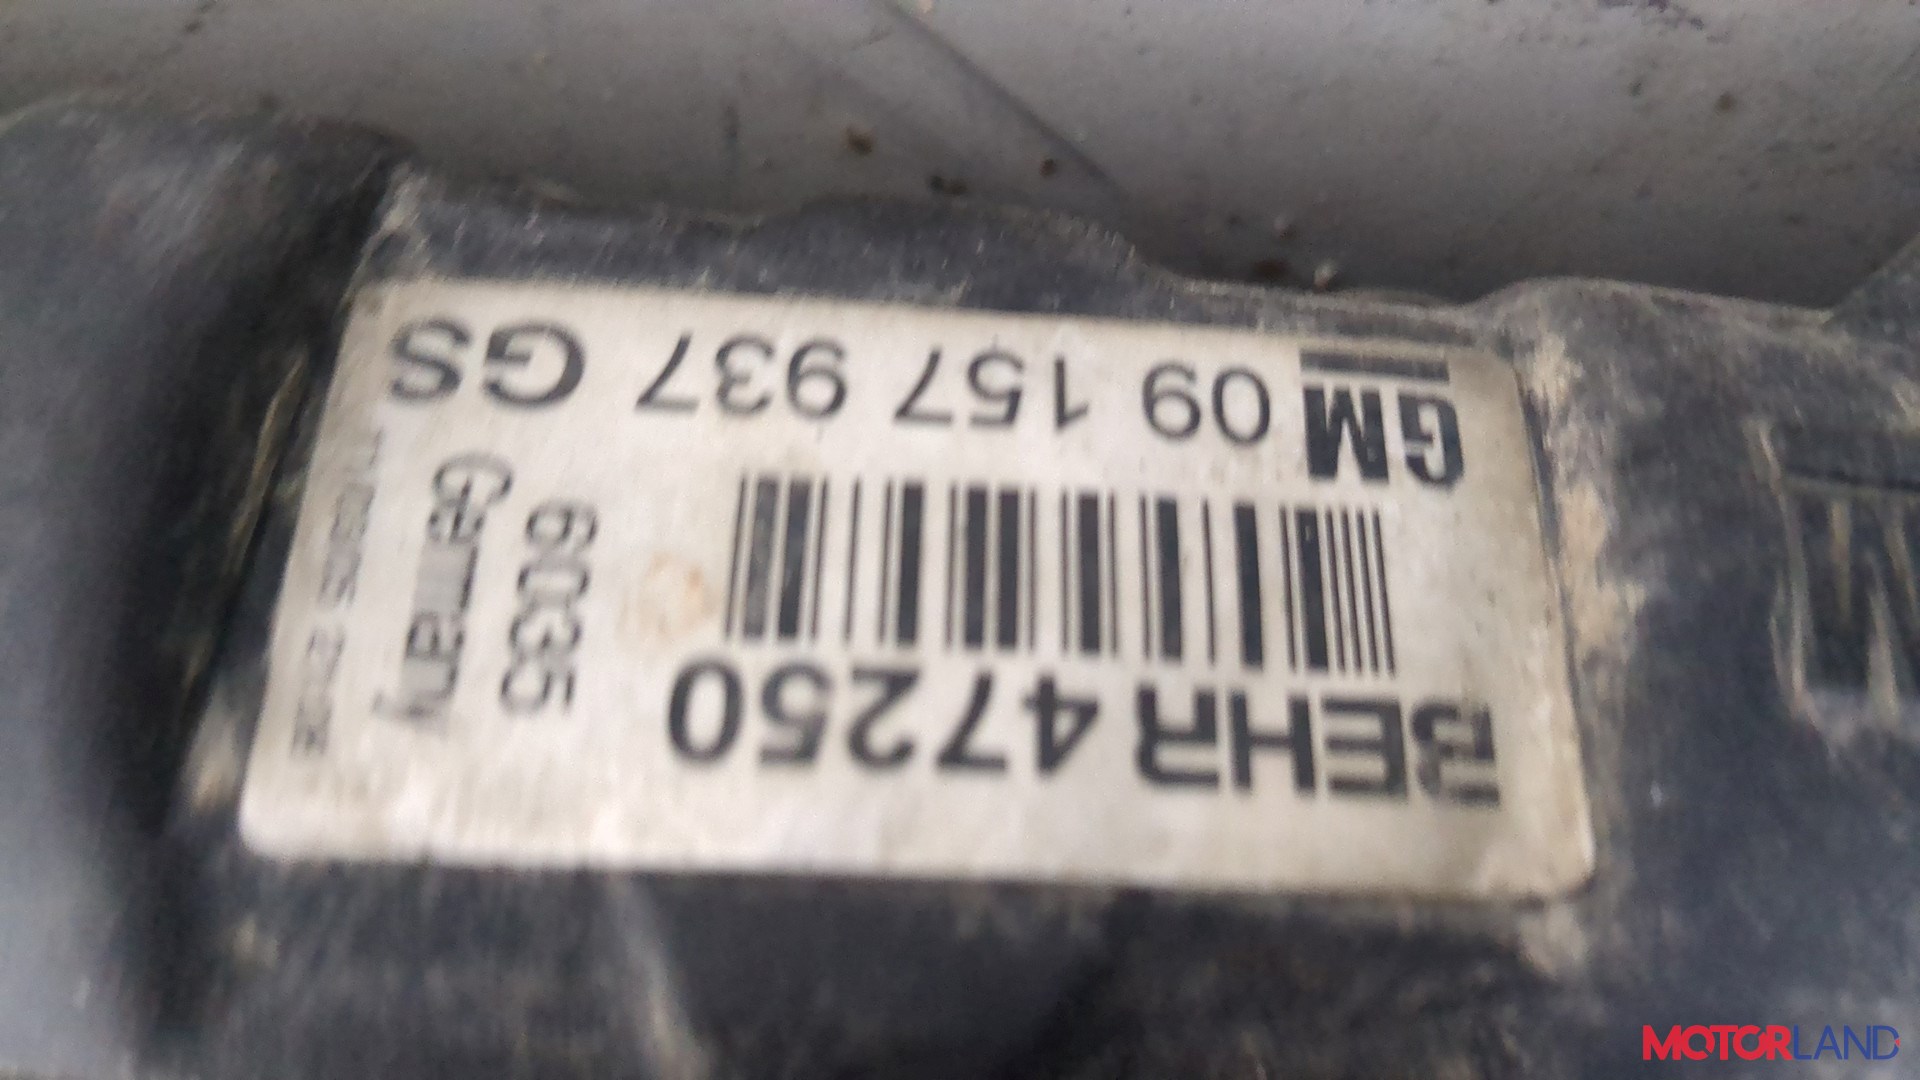 BEHR 47250
GM 09 157 937 GS
6035
Germany
MOTORLAND